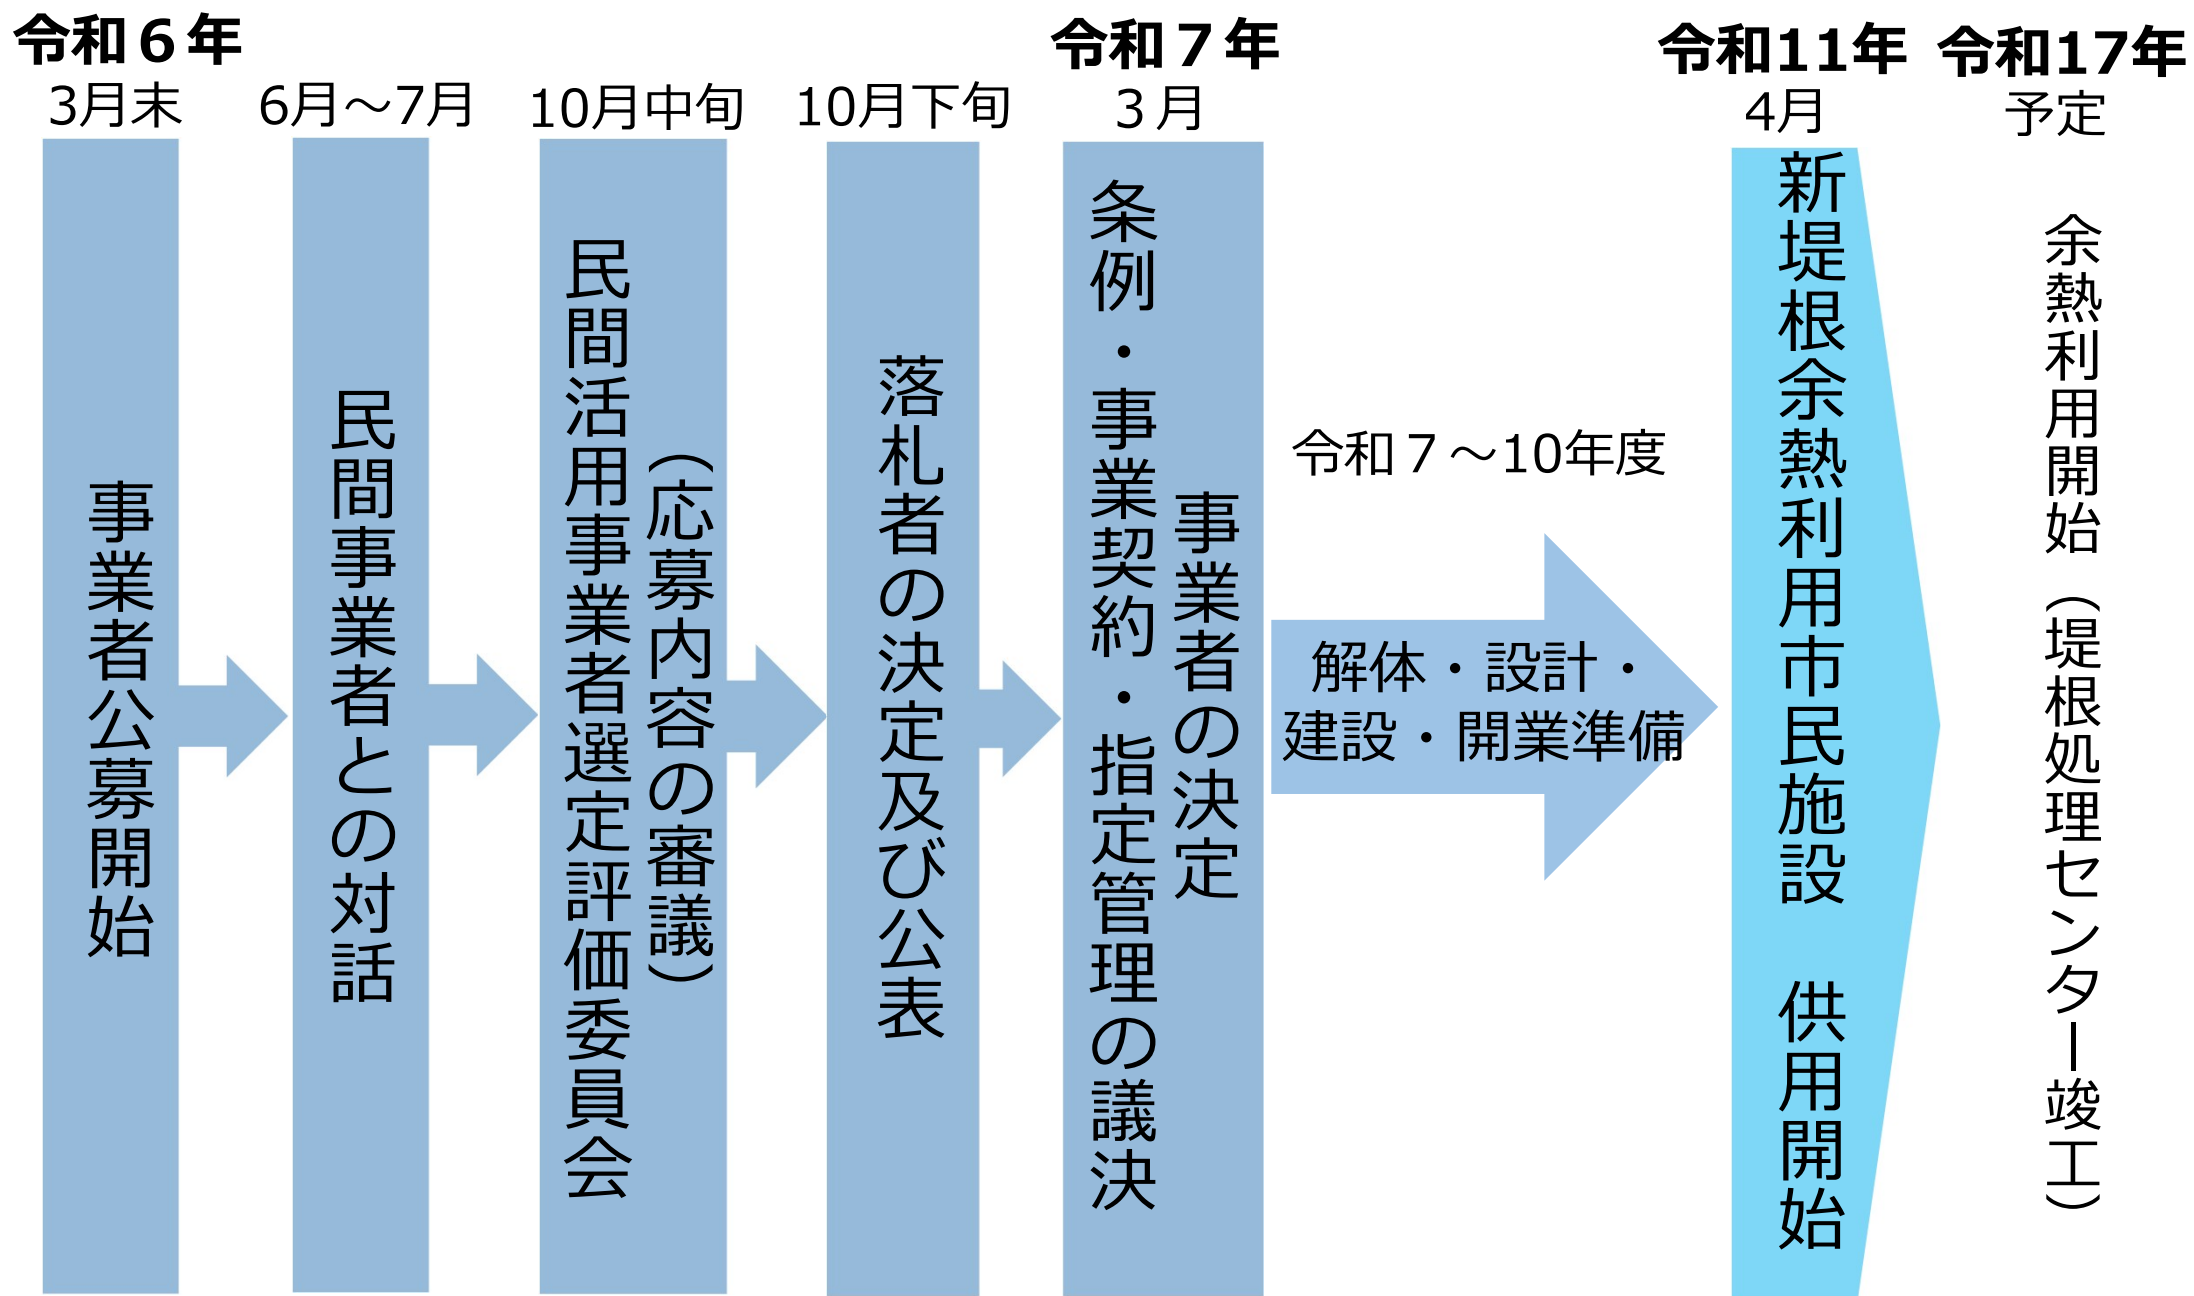 令和６年
3月末
事業者公募開始
6月～7月
民間事業者との対話
10月中旬
民間活用事業者選定評価委員会
（応募内容の審議）
10月下旬
落札者の決定及び公表
令和７年
３月
条例・事業契約・指定管理の議決
事業者の決定
令和７～10年度
解体・設計・
建設・開業準備
令和11年
4月
新堤根余熱利用市民施設　供用開始
令和17年
予定
余熱利用開始（堤根処理センター竣工）